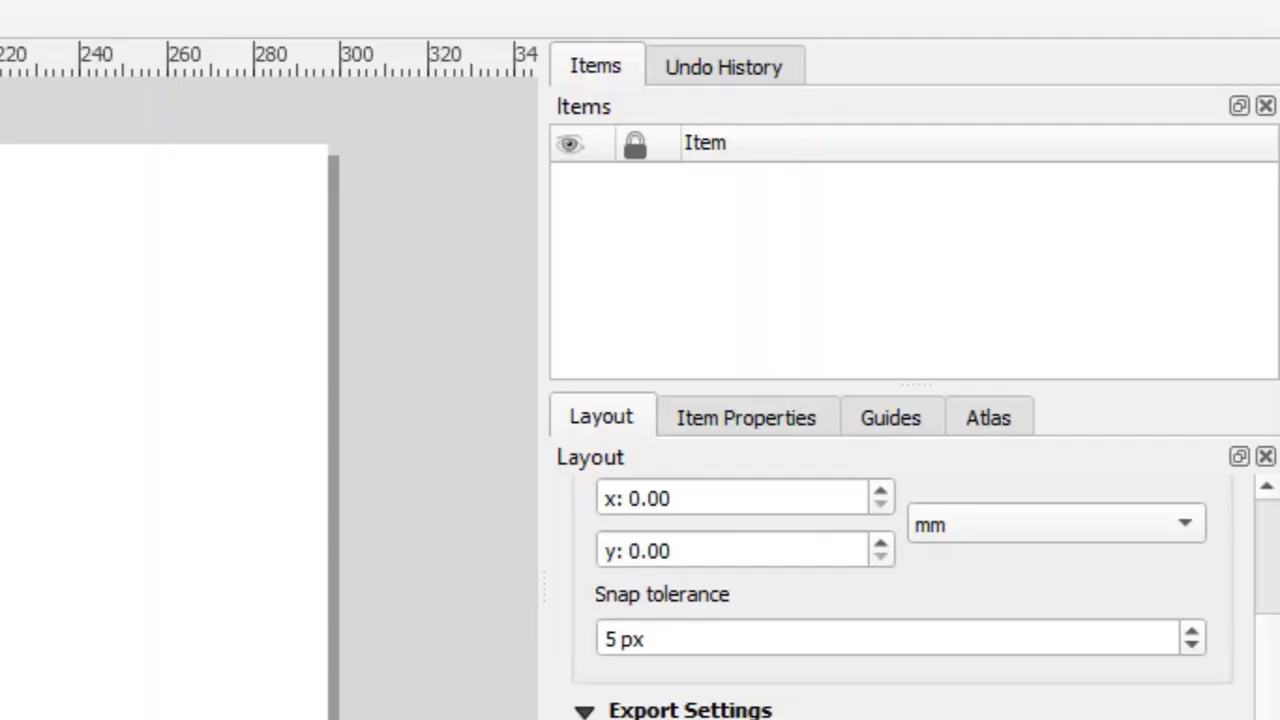 220 240 260 280 300 320 34
Items Undo History
Items
Item
Layout Item Properties Guides Atlas
Layout
x: 0.00
mm
y: 0.00
Snap tolerance
5 px
Export Settings